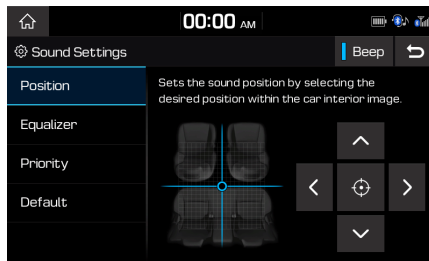 00:00 AM
Sound Settings
Beep
Position
Sets the sound position by selecting the
desired position within the car interior image.
Equalizer
Priority
Default